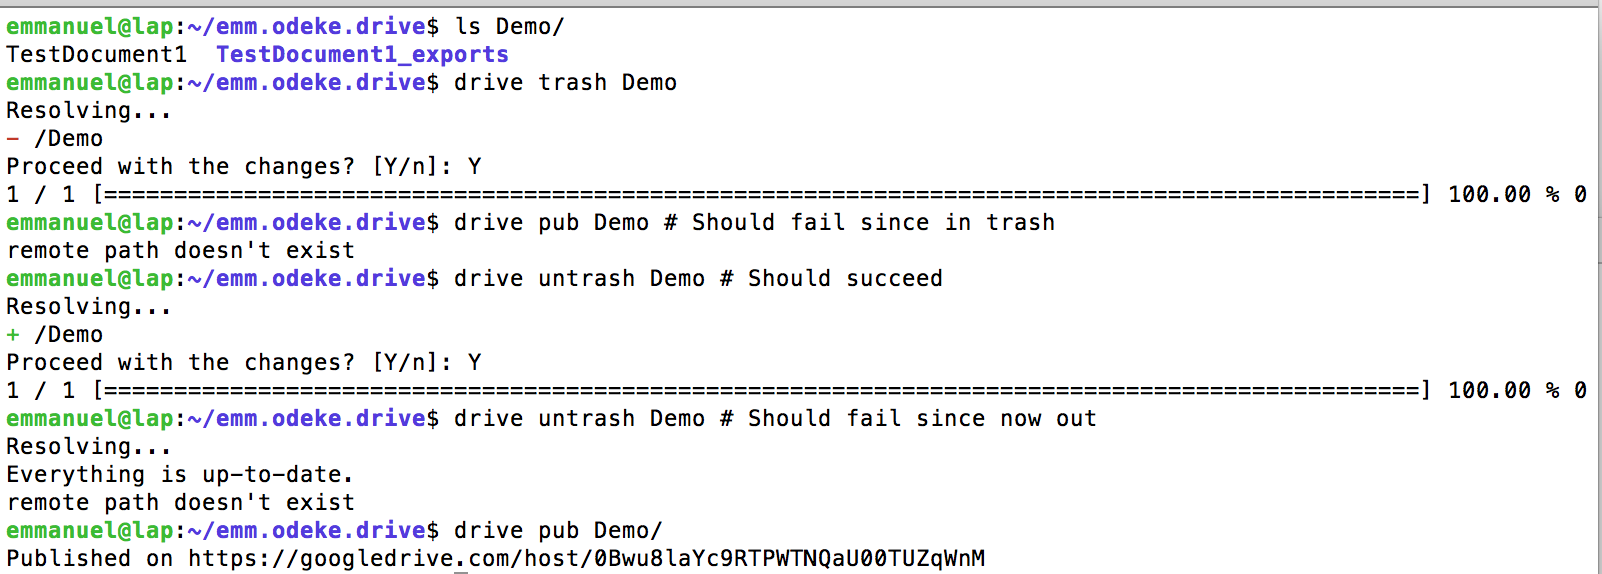 emmanuel@lap:~/emm.odeke.drive$ ls Demo/
TestDocument1  TestDocument1_exports
emmanuel@lap:~/emm.odeke.drive$ drive trash Demo
Resolving...
- /Demo
Proceed with the changes? [Y/n]: Y
1 / 1 [==============================================================================================] 100.00 % 0
emmanuel@lap:~/emm.odeke.drive$ drive pub Demo # Should fail since in trash
remote path doesn't exist
emmanuel@lap:~/emm.odeke.drive$ drive untrash Demo # Should succeed
Resolving...
+ /Demo
Proceed with the changes? [Y/n]: Y
1 / 1 [==============================================================================================] 100.00 % 0
emmanuel@lap:~/emm.odeke.drive$ drive untrash Demo # Should fail since now out
Resolving...
Everything is up-to-date.
remote path doesn't exist
emmanuel@lap:~/emm.odeke.drive$ drive pub Demo/
Published on https://googledrive.com/host/0Bwu8laYc9RTPWTNQaU00TUZqWnM